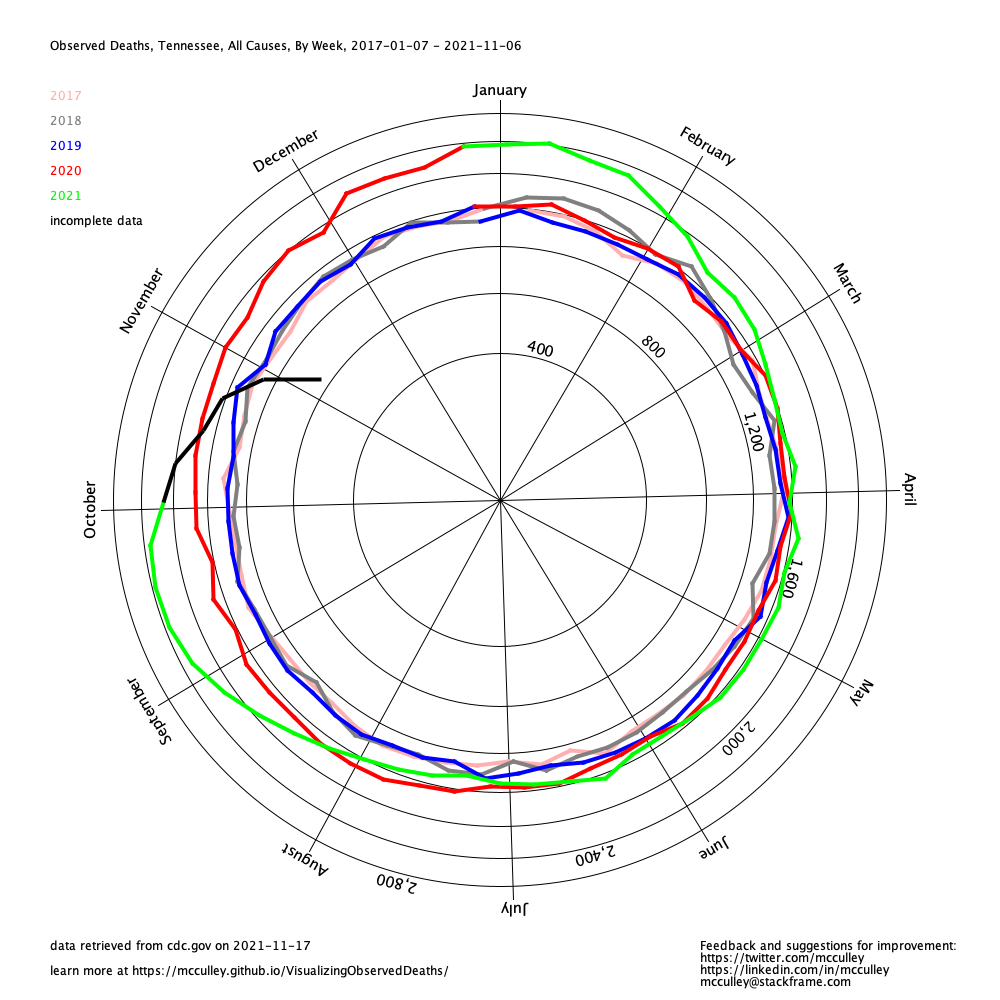 Observed Deaths, Tennessee, All Causes, By Week, 2017-01-07 - 2021-11-06
2017
2018
2019
2020
2021
incomplete data
January
February
March
April
May
June
July
August
September
October
November
December
400
800
1,200
1,600
2,000
2,400
2,800
data retrieved from cdc.gov on 2021-11-17
learn more at https://mcculley.github.io/VisualizingObservedDeaths/
Feedback and suggestions for improvement:
https://twitter.com/mcculley
https://linkedin.com/in/mcculley
mcculley@stackframe.com